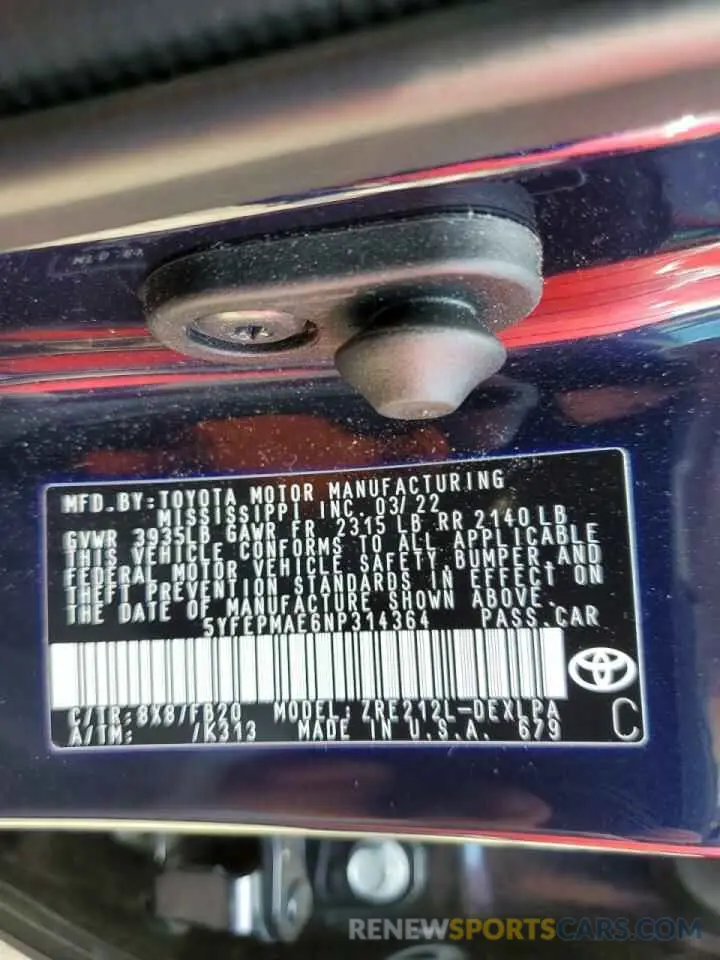 MFD.BY:TOYOTA MOTOR MANUFACTURING
MISSISSIPPI INC. 03/22
GVWR 3935LB GAWR FR 2315 LB RR 2140 LB
THIS VEHICLE CONFORMS TO ALL APPLICABLE
FEDERAL MOTOR VEHICLE SAFETY,BUMPER,AND
THEFT PREVENTION STANDARDS IN EFFECT ON
THE DATE OF MANUFACTURE SHOWN ABOVE.
5YFEPMAE6NP314364 PASS.CAR
C/TR:8X8/FB20 MODEL:ZRE212L-DEXLPA
A/TM: /K313 MADE IN U.S.A. 679
C
RENEWSPORTSCARS.COM